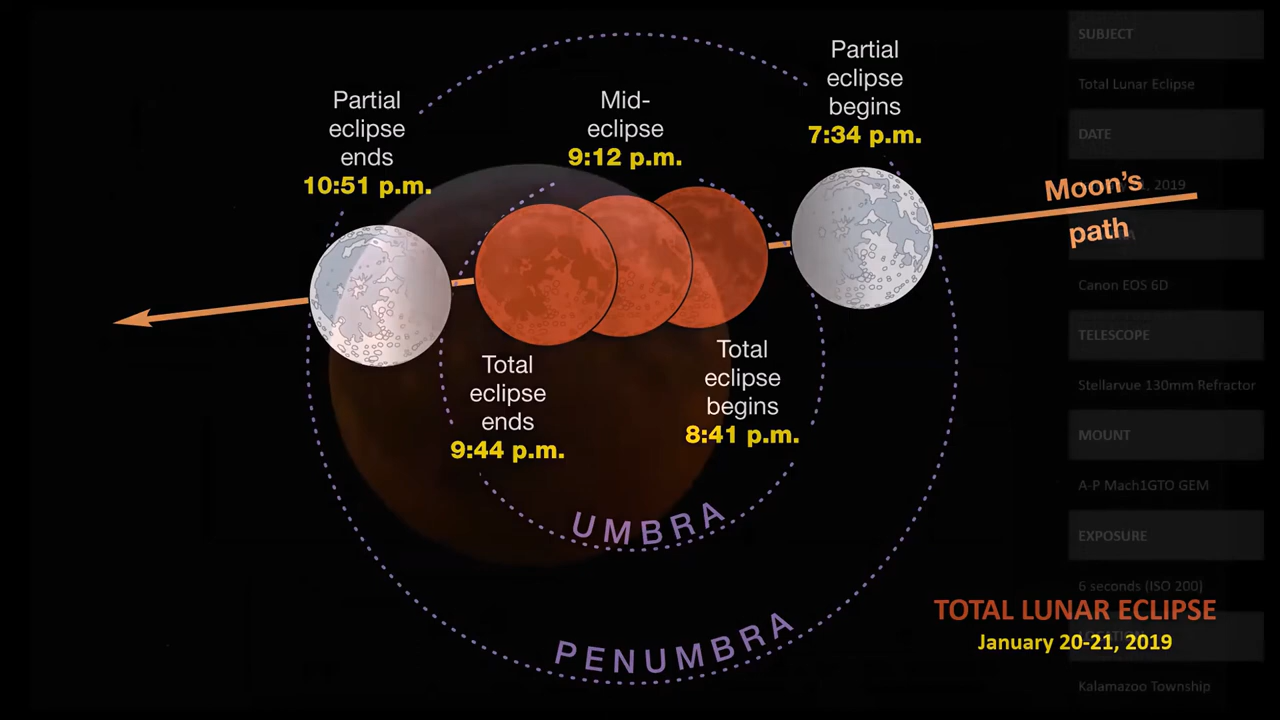 Partial
eclipse
begins
7:34 p.m.
Mid-
eclipse
9:12 p.m.
Partial
eclipse
ends
10:51 p.m.
Moon's
path
Total
eclipse
begins
8:41 p.m.
Total
eclipse
ends
9:44 p.m.
UMBRA
PENUMBRA
TOTAL LUNAR ECLIPSE
January 20-21, 2019
SUBJECT
Total Lunar Eclipse
DATE
2019
Canon EOS 6D
TELESCOPE
Stellarvue 130mm Refractor
MOUNT
A-P Mach1GTO GEM
EXPOSURE
6 seconds (ISO 200)
LOCATION
Kalamazoo Township